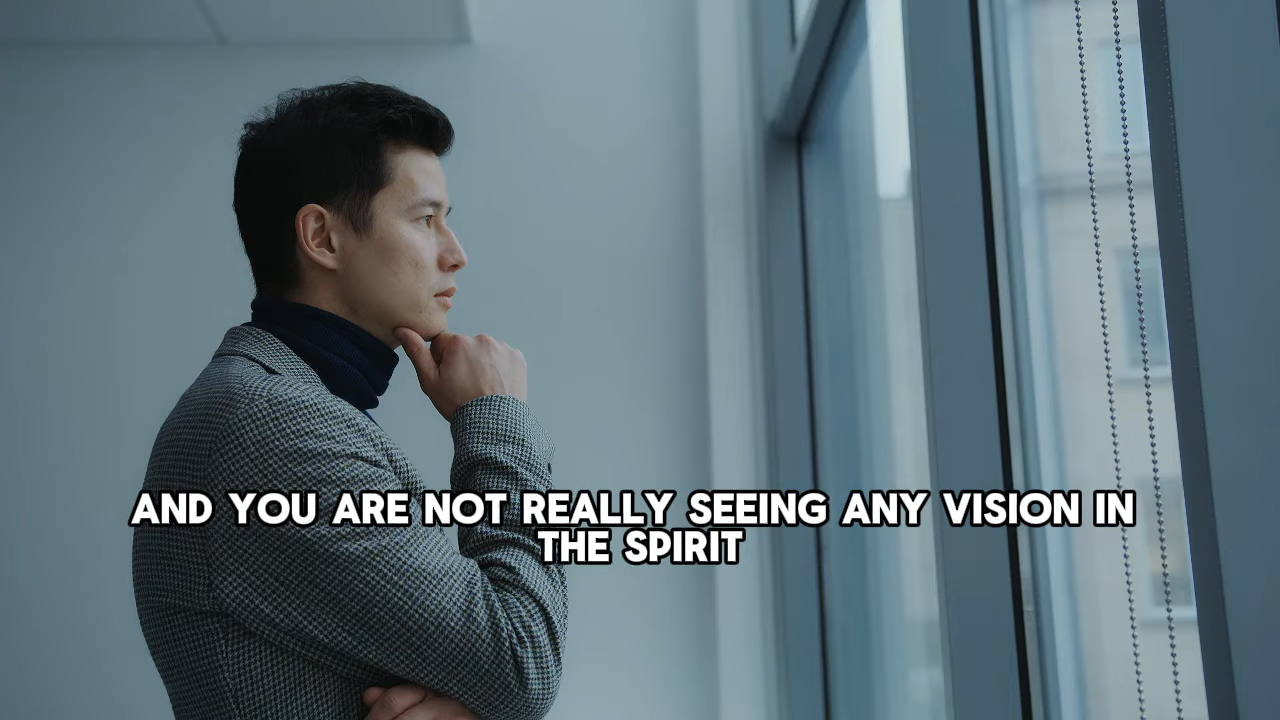 AND YOU ARE NOT REALLY SEEING ANY VISION IN
THE SPIRIT